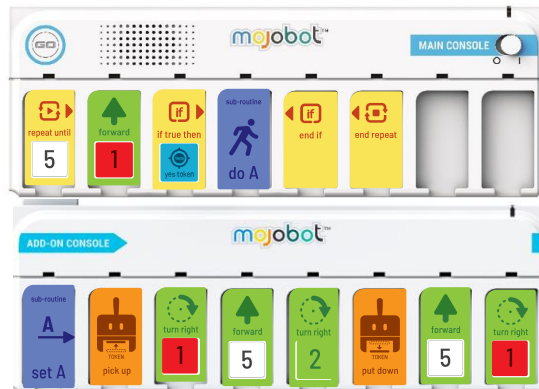 GO
mojobot™
MAIN CONSOLE
O I
repeat until
5
forward
1
if
if true then
yes token
sub-routine
do A
if
end if
end repeat
ADD-ON CONSOLE
mojobot™
sub-routine
A
set A
TOKEN
pick up
turn right
1
forward
5
turn right
2
TOKEN
put down
forward
5
turn right
1